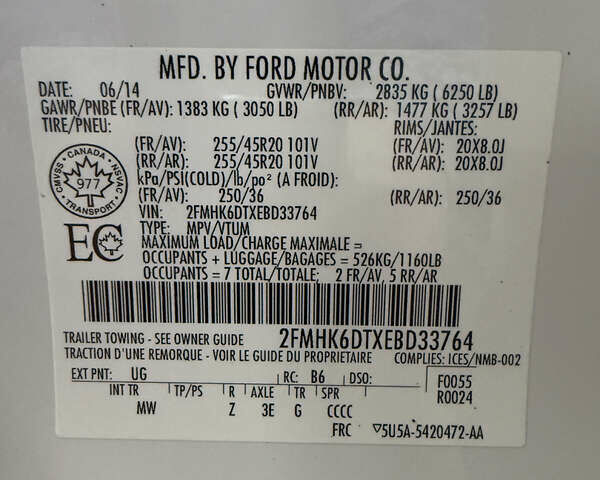 MFD. BY FORD MOTOR CO.
DATE: 06/14 GVWR/PNBV: 2835 KG ( 6250 LB)
GAWR/PNBE (FR/AV): 1383 KG ( 3050 LB) (RR/AR): 1477 KG ( 3257 LB)
TIRE/PNEU: RIMS/JANTES:
(FR/AV): 255/45R20 101V (FR/AV): 20X8.0J
(RR/AR): 255/45R20 101V (RR/AR): 20X8.0J
kPa/PSI(COLD)/lb/po² (A FROID):
(FR/AV): 250/36 (RR/AR): 250/36
CMVSS - CANADA - NSVAC
977
TRANSPORT
VIN: 2FMHK6DTXEBD33764
TYPE: MPV/VTUM
EC
MAXIMUM LOAD/CHARGE MAXIMALE =
OCCUPANTS + LUGGAGE/BAGAGES = 526KG/1160LB
OCCUPANTS = 7 TOTAL/TOTALE; 2 FR/AV, 5 RR/AR
TRAILER TOWING - SEE OWNER GUIDE 2FMHK6DTXEBD33764
TRACTION D'UNE REMORQUE - VOIR LE GUIDE DU PROPRIETAIRE COMPLIES: ICES/NMB-002
EXT PNT: UG RC: B6 DSO: F0055
INT TR TP/PS R AXLE TR SPR R0024
MW Z 3E G CCCC
FRC ▽5U5A-5420472-AA